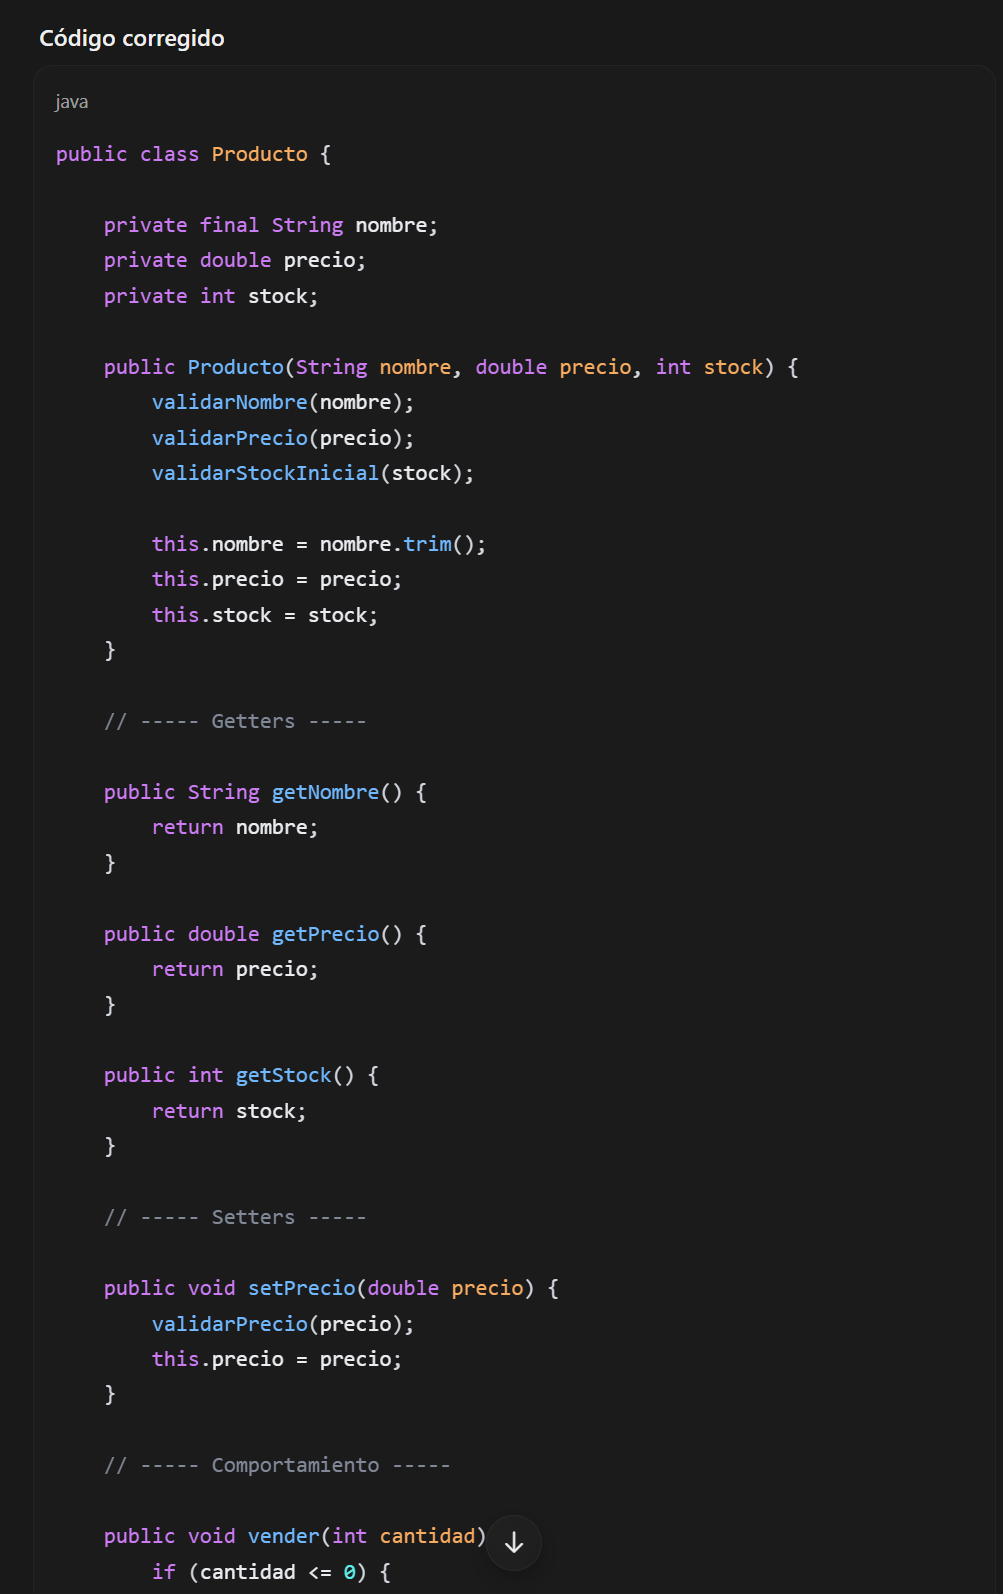 Código corregido
java
public class Producto {
    private final String nombre;
    private double precio;
    private int stock;
    public Producto(String nombre, double precio, int stock) {
        validarNombre(nombre);
        validarPrecio(precio);
        validarStockInicial(stock);
        this.nombre = nombre.trim();
        this.precio = precio;
        this.stock = stock;
    }
    // ----- Getters -----
    public String getNombre() {
        return nombre;
    }
    public double getPrecio() {
        return precio;
    }
    public int getStock() {
        return stock;
    }
    // ----- Setters -----
    public void setPrecio(double precio) {
        validarPrecio(precio);
        this.precio = precio;
    }
    // ----- Comportamiento -----
    public void vender(int cantidad)
        if (cantidad <= 0) {